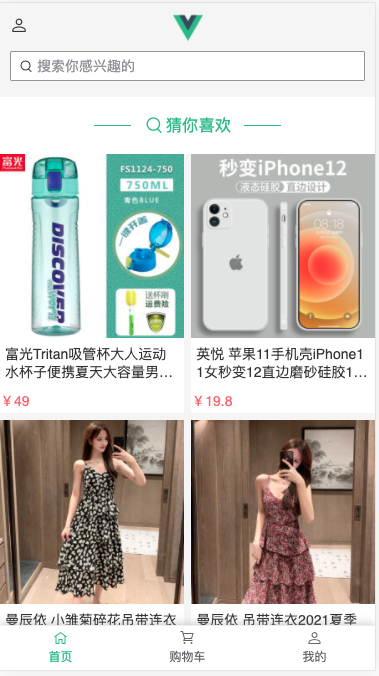 搜索你感兴趣的
猜你喜欢
富光
FS1124-750
750ML
青色BLUE
一键开盖
DISCOVER
送杯刷
运费险
秒变iPhone12
液态硅胶 直边设计
08:18
富光Tritan吸管杯大人运动
水杯子便携夏天大容量男…
¥ 49
英悦 苹果11手机壳iPhone1
1女秒变12直边磨砂硅胶1…
¥ 19.8
曼辰依 小雏菊碎花吊带连衣
曼辰依 吊带连衣2021夏季
首页
购物车
我的